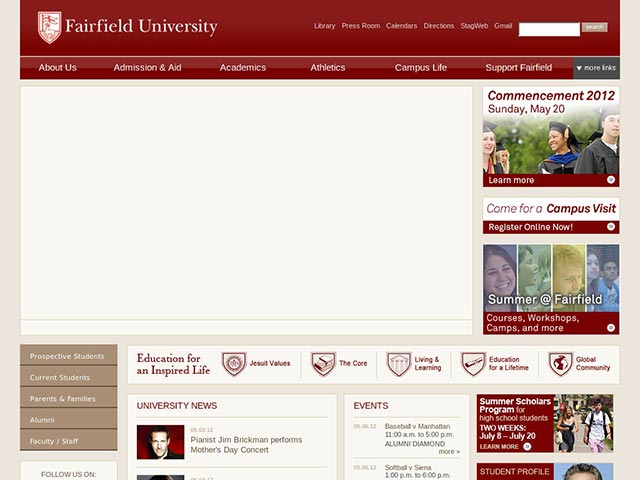 Fairfield University
Library Press Room Calendars Directions StagWeb Gmail
search
About Us Admission & Aid Academics Athletics Campus Life Support Fairfield more links
Commencement 2012
Sunday, May 20
Learn more
Come for a Campus Visit
Register Online Now!
Summer @ Fairfield
Courses, Workshops,
Camps, and more
Prospective Students
Current Students
Parents & Families
Alumni
Faculty / Staff
FOLLOW US ON:
Education for
an Inspired Life
Jesuit Values
The Core
Living &
Learning
Education
for a Lifetime
Global
Community
UNIVERSITY NEWS
05.03.12
Pianist Jim Brickman performs
Mother's Day Concert
05.03.12
EVENTS
05.06.12 Baseball v Manhattan
11:00 a.m. to 5:00 p.m.
ALUMNI DIAMOND
more »
05.06.12 Softball v Siena
1:00 p.m. to 6:00 p.m.
Summer Scholars
Program for
high school students
TWO WEEKS:
July 8 – July 20
LEARN MORE
STUDENT PROFILE